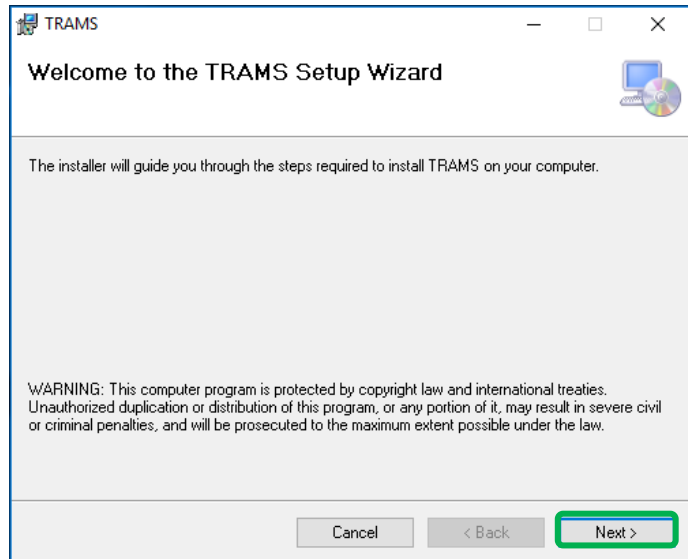 TRAMS
Welcome to the TRAMS Setup Wizard
The installer will guide you through the steps required to install TRAMS on your computer.
WARNING: This computer program is protected by copyright law and international treaties.
Unauthorized duplication or distribution of this program, or any portion of it, may result in severe civil
or criminal penalties, and will be prosecuted to the maximum extent possible under the law.
Cancel
< Back
Next >